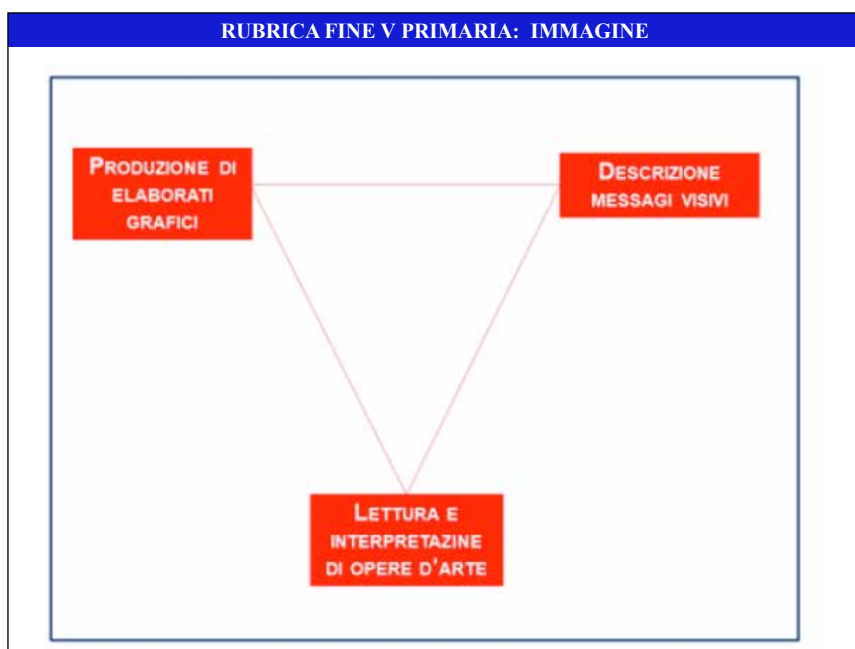 RUBRICA FINE V PRIMARIA: IMMAGINE
PRODUZIONE DI
ELABORATI
GRAFICI
DESCRIZIONE
MESSAGI VISIVI
LETTURA E
INTERPRETAZINE
DI OPERE D'ARTE